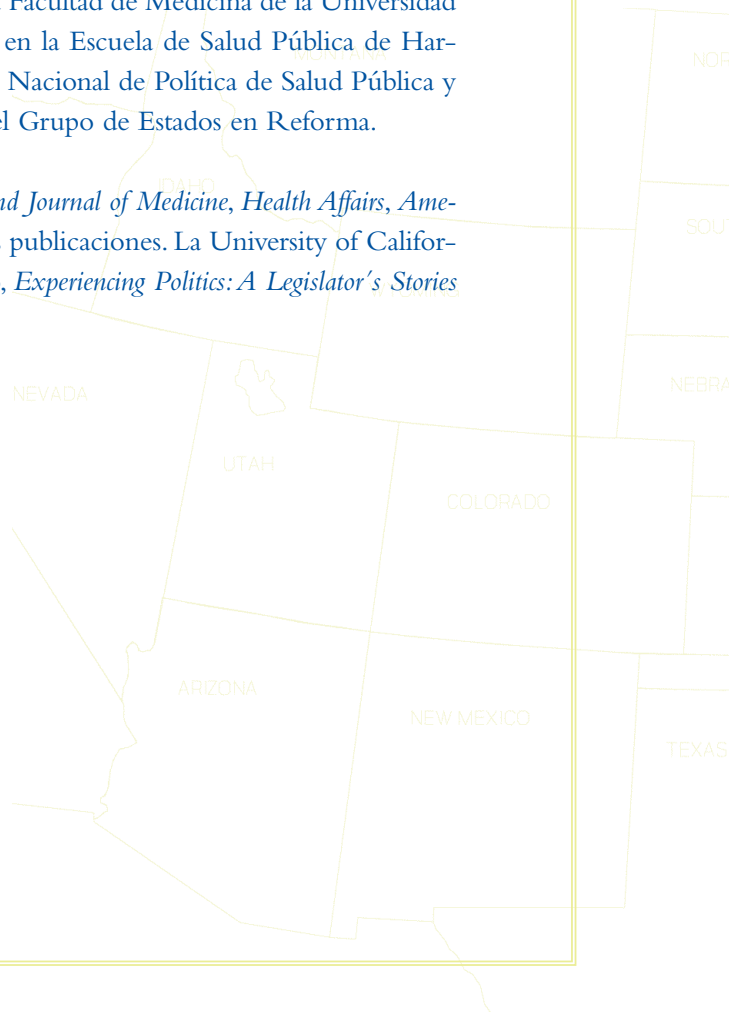 Facultad de Medicina de la Universidad
en la Escuela de Salud Pública de Har-
Nacional de Política de Salud Pública y
el Grupo de Estados en Reforma.
nd Journal of Medicine, Health Affairs, Ame-
publicaciones. La University of Califor-
, Experiencing Politics: A Legislator´s Stories
MONTANA
NOR
IDAHO
SOU
NEVADA
NEBRA
UTAH
COLORADO
ARIZONA
NEW MEXICO
TEXAS